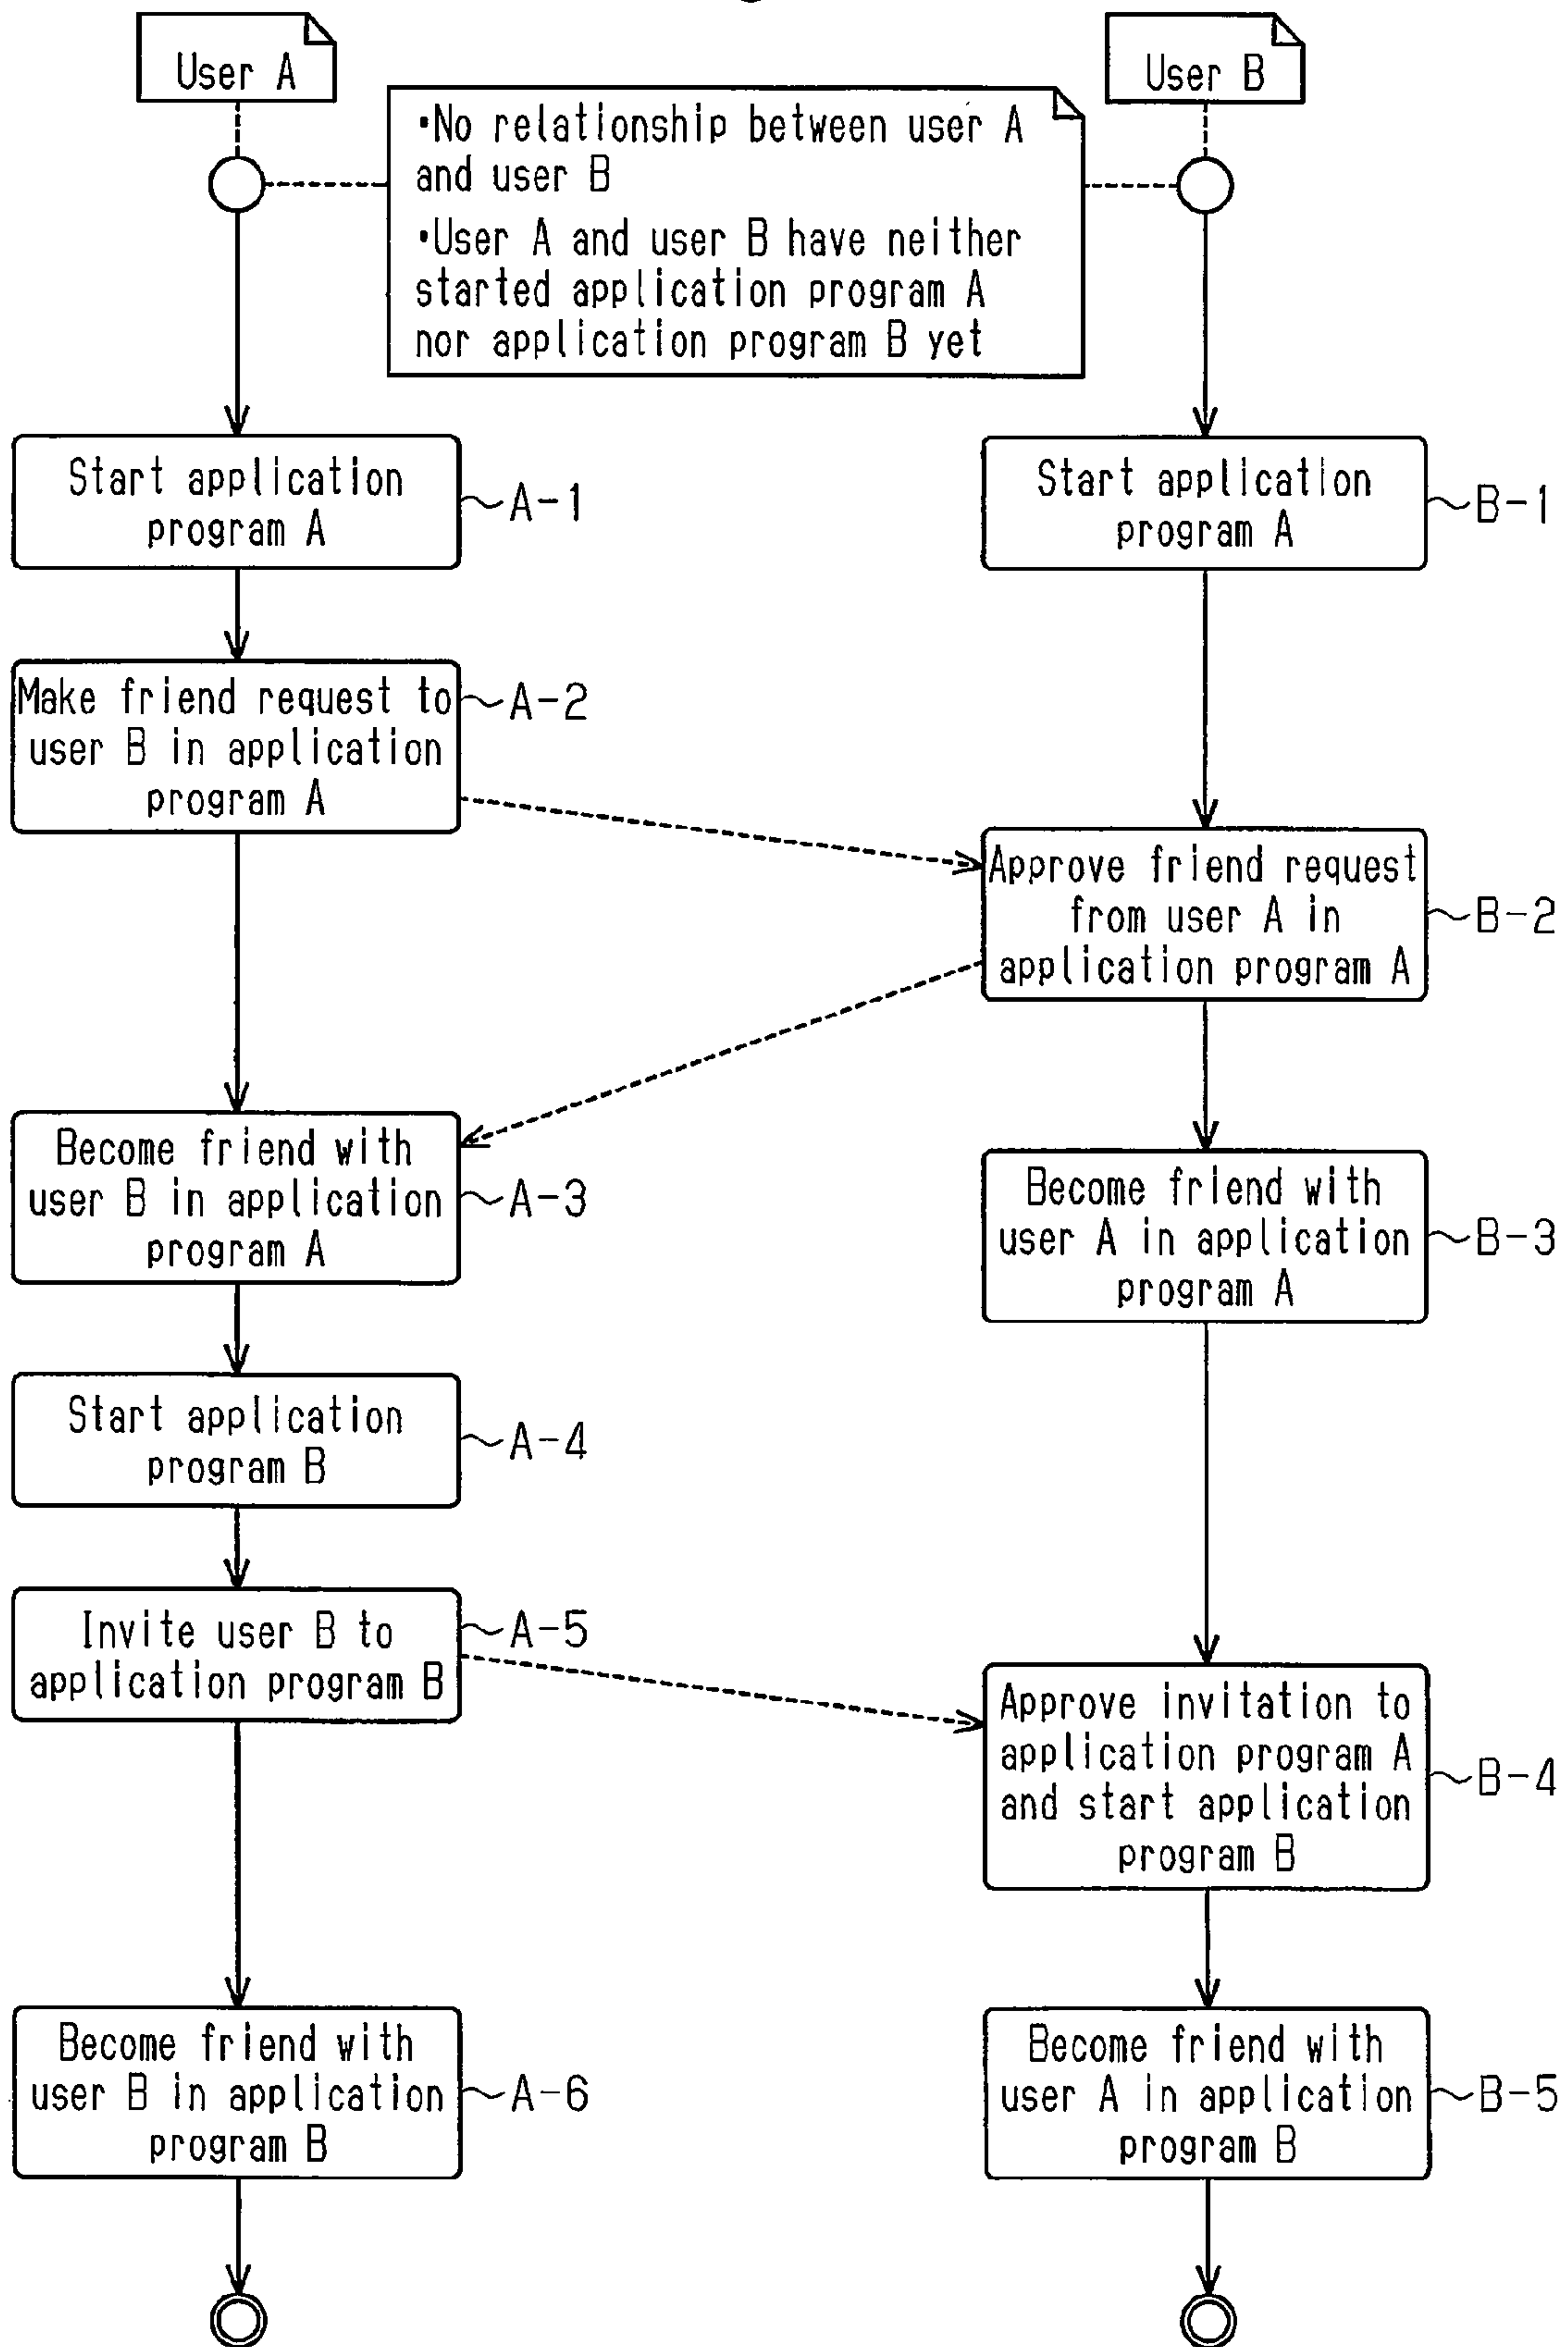 User A
User B
•No relationship between user A
and user B
•User A and user B have neither
started application program A
nor application program B yet
Start application
program A
A-1
Start application
program A
B-1
Make friend request to
user B in application
program A
A-2
Approve friend request
from user A in
application program A
B-2
Become friend with
user B in application
program A
A-3
Become friend with
user A in application
program A
B-3
Start application
program B
A-4
Invite user B to
application program B
A-5
Approve invitation to
application program A
and start application
program B
B-4
Become friend with
user B in application
program B
A-6
Become friend with
user A in application
program B
B-5